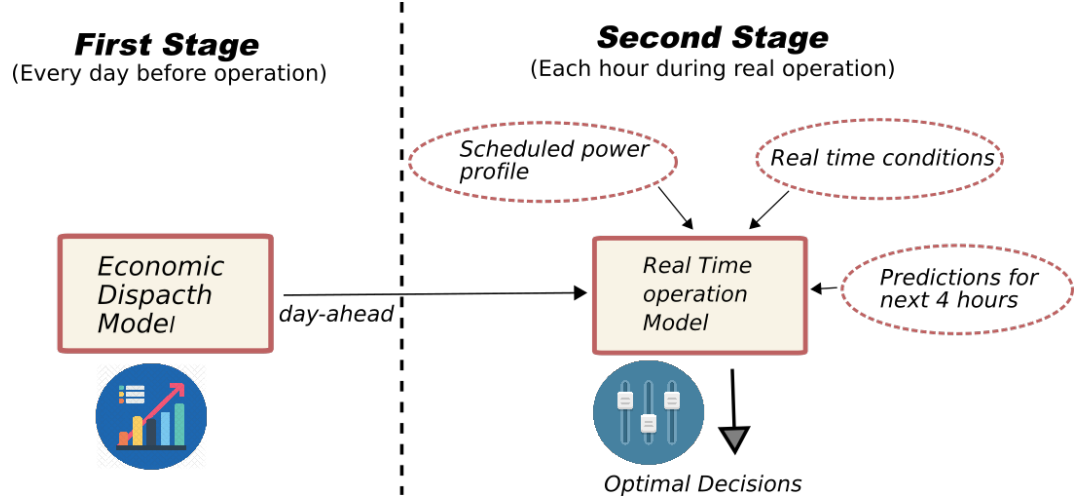 First Stage
(Every day before operation)
Second Stage
(Each hour during real operation)
Scheduled power
profile
Real time conditions
Economic
Dispacth
Model
day-ahead
Real Time
operation
Model
Predictions for
next 4 hours
Optimal Decisions